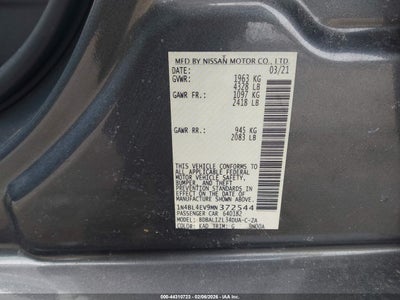 MFD BY NISSAN MOTOR CO., LTD.
DATE: 03/21
GVWR: 1963 KG
4328 LB
GAWR FR.: 1097 KG
2418 LB
GAWR RR: 945 KG
2083 LB
THIS VEHICLE CONFORMS TO ALL
APPLICABLE FEDERAL MOTOR
VEHICLE SAFETY, BUMPER, AND THEFT
PREVENTION STANDARDS IN EFFECT
ON THE DATE OF
MANUFACTURE SHOWN ABOVE.
1N4BL4EV9MN372544
PASSENGER CAR 640182
MODEL:
COLOR: KAD TRIM: G
000-44310723 - 02/06/2026 - IAA